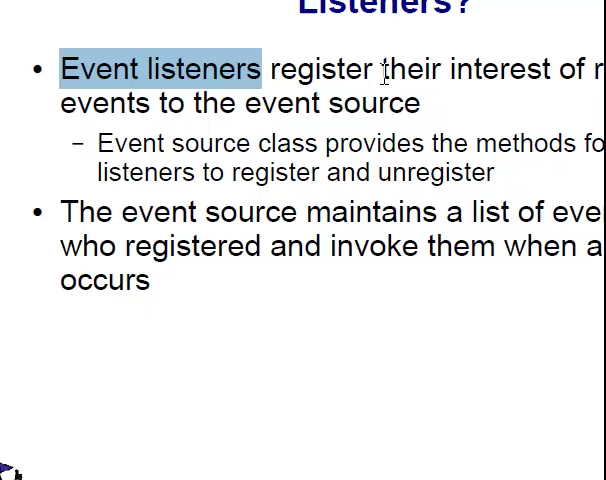 Listeners?
• Event listeners register their interest of
events to the event source
– Event source class provides the methods
listeners to register and unregister
• The event source maintains a list of
who registered and invoke them when a
occurs